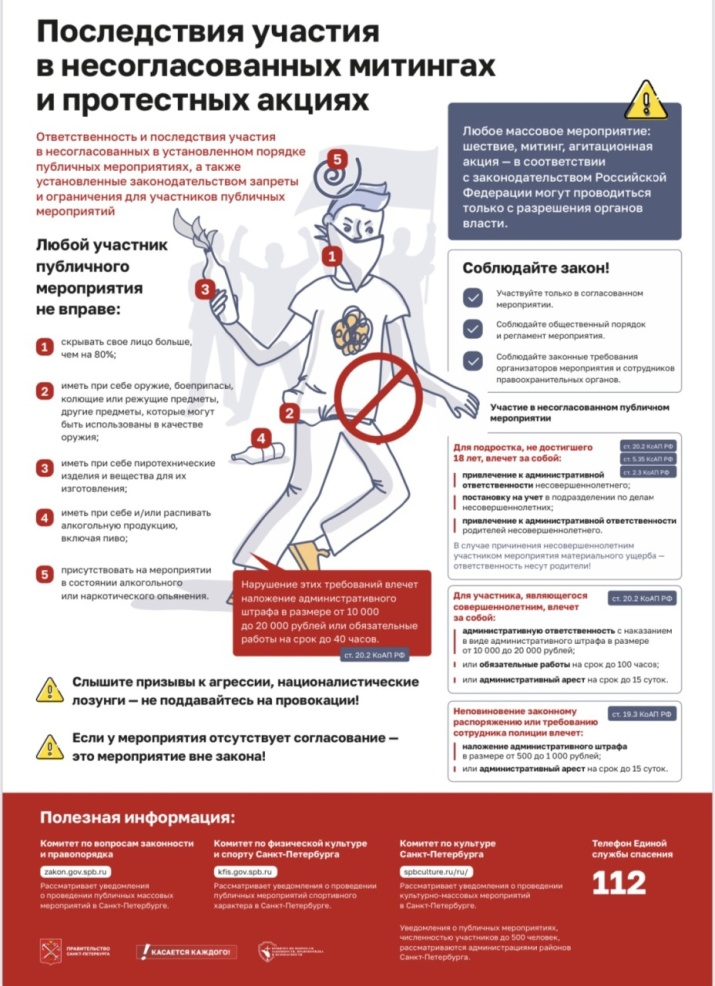 Последствия участия
в несогласованных митингах
и протестных акциях
Ответственность и последствия участия
в несогласованных в установленном порядке
публичных мероприятиях, а также
установленные законодательством запреты
и ограничения для участников публичных
мероприятий
Любой участник
публичного
мероприятия
не вправе:
1 скрывать свое лицо больше,
чем на 80%;
2 иметь при себе оружие, боеприпасы,
колющие или режущие предметы,
другие предметы, которые могут
быть использованы в качестве
оружия;
3 иметь при себе пиротехнические
изделия и вещества для их
изготовления;
4 иметь при себе и/или распивать
алкогольную продукцию,
включая пиво;
5 присутствовать на мероприятии
в состоянии алкогольного
или наркотического опьянения.
5
1
3
2
4
Нарушение этих требований влечет
наложение административного
штрафа в размере от 10 000
до 20 000 рублей или обязательные
работы на срок до 40 часов.
ст. 20.2 КоАП РФ
Слышите призывы к агрессии, националистические
лозунги — не поддавайтесь на провокации!
Если у мероприятия отсутствует согласование —
это мероприятие вне закона!
Любое массовое мероприятие:
шествие, митинг, агитационная
акция — в соответствии
с законодательством Российской
Федерации могут проводиться
только с разрешения органов
власти.
Соблюдайте закон!
Участвуйте только в согласованном
мероприятии.
Соблюдайте общественный порядок
и регламент мероприятия.
Соблюдайте законные требования
организаторов мероприятия и сотрудников
правоохранительных органов.
Участие в несогласованном публичном
мероприятии
Для подростка, не достигшего
18 лет, влечет за собой:
ст. 20.2 КоАП РФ
ст. 5.35 КоАП РФ
ст. 2.3 КоАП РФ
привлечение к административной
ответственности несовершеннолетнего;
постановку на учет в подразделении по делам
несовершеннолетних;
привлечение к административной ответственности
родителей несовершеннолетнего.
В случае причинения несовершеннолетним
участником мероприятия материального ущерба —
ответственность несут родители!
Для участника, являющегося
совершеннолетним, влечет
за собой:
ст. 20.2 КоАП РФ
административную ответственность с наказанием
в виде административного штрафа в размере
от 10 000 до 20 000 рублей;
или обязательные работы на срок до 100 часов;
или административный арест на срок до 15 суток.
Неповиновение законному
распоряжению или требованию
сотрудника полиции влечет:
ст. 19.3 КоАП РФ
наложение административного штрафа
в размере от 500 до 1 000 рублей;
или административный арест на срок до 15 суток.
Полезная информация:
Комитет по вопросам законности
и правопорядка
zakon.gov.spb.ru
Рассматривает уведомления
о проведении публичных массовых
мероприятий в Санкт-Петербурге.
Комитет по физической культуре
и спорту Санкт-Петербурга
kfis.gov.spb.ru
Рассматривает уведомления о проведении
публичных мероприятий спортивного
характера в Санкт-Петербурге.
Комитет по культуре
Санкт-Петербурга
spbculture.ru/ru/
Рассматривает уведомления о проведении
культурно-массовых мероприятий
в Санкт-Петербурге.
Уведомления о публичных мероприятиях,
численностью участников до 500 человек,
рассматриваются администрациями районов
Санкт-Петербурга.
Телефон Единой
службы спасения
112
ПРАВИТЕЛЬСТВО
САНКТ-ПЕТЕРБУРГА
! КАСАЕТСЯ КАЖДОГО!